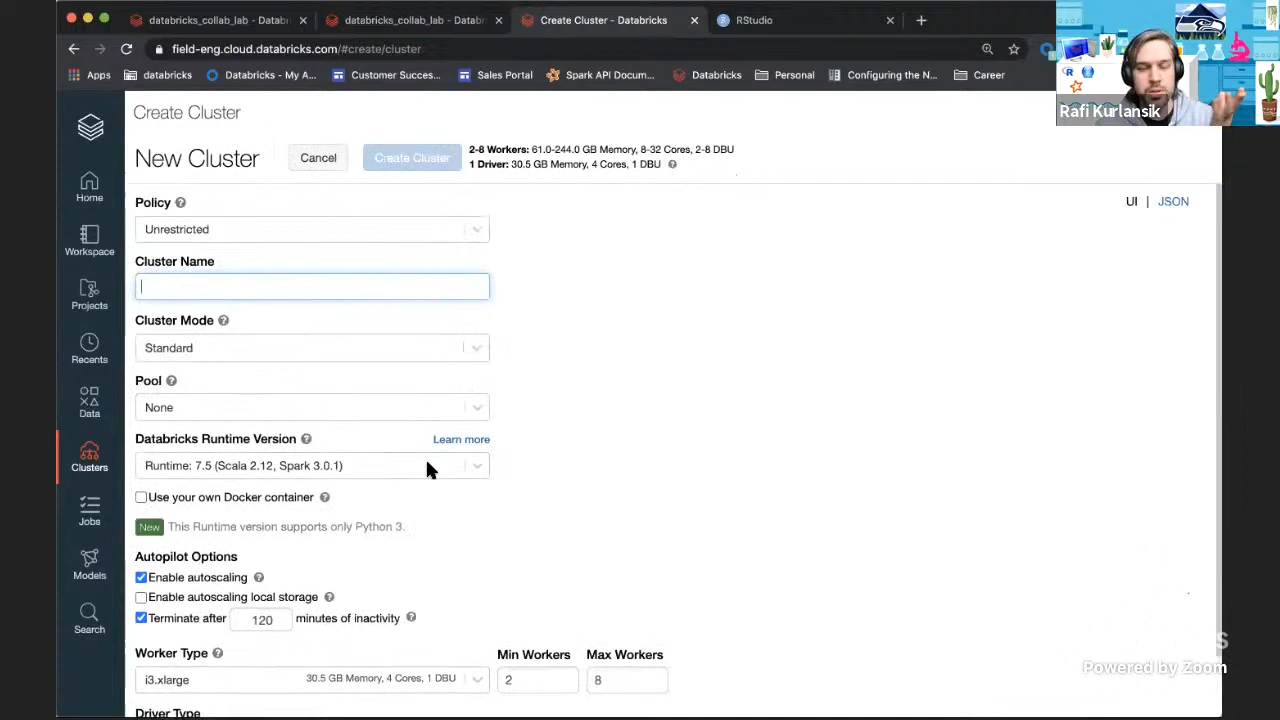 databricks_collab_lab - Databr
databricks_collab_lab - Databr
Create Cluster - Databricks
RStudio
field-eng.cloud.databricks.com/#create/cluster
Apps
databricks
Databricks - My A...
Customer Succes...
Sales Portal
Spark API Docum...
Databricks
Personal
Configuring the N...
Career
Rafi Kurlansik
Create Cluster
New Cluster
Cancel
Create Cluster
2-8 Workers: 61.0-244.0 GB Memory, 8-32 Cores, 2-8 DBU
1 Driver: 30.5 GB Memory, 4 Cores, 1 DBU ?
UI | JSON
Home
Workspace
Projects
Recents
Data
Clusters
Jobs
Models
Search
Policy ?
Unrestricted
Cluster Name
Cluster Mode ?
Standard
Pool ?
None
Databricks Runtime Version ?
Learn more
Runtime: 7.5 (Scala 2.12, Spark 3.0.1)
Use your own Docker container ?
New This Runtime version supports only Python 3.
Autopilot Options
Enable autoscaling ?
Enable autoscaling local storage ?
Terminate after 120 minutes of inactivity ?
Worker Type ?
Min Workers
Max Workers
i3.xlarge
30.5 GB Memory, 4 Cores, 1 DBU
2
8
Driver Type
Powered by Zoom